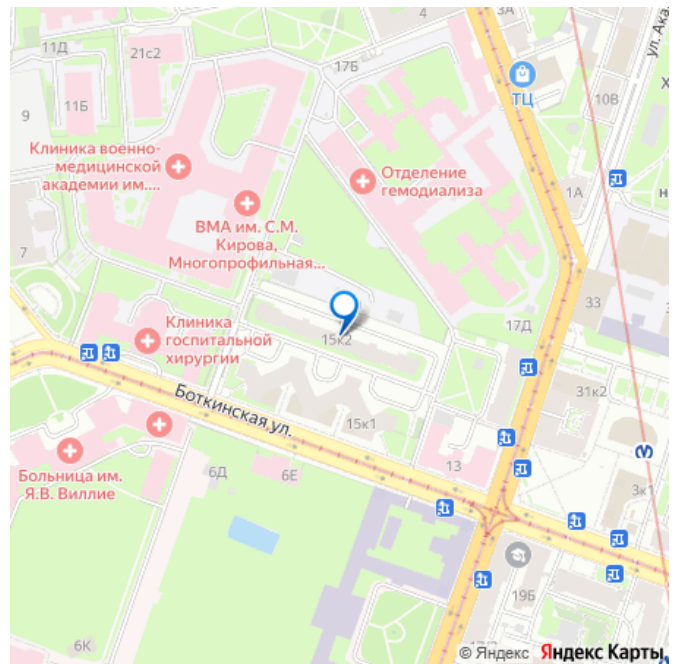 4
3А
11Д
21с2
17Б
ул. Ака
11Б
9
ТЦ
10В
Х
Клиника военно-
медицинской
академии им....
Отделение
гемодиализа
1А
н
ВМА им. С.М.
Кирова,
Многопрофильная...
7
33
Клиника
госпитальной
хирургии
15к2
17Д
31к2
Боткинская ул.
15к1
13
Больница им.
Я.В. Виллие
6Д
6Е
3к1
19Б
6К
© Яндекс Яндекс Карты